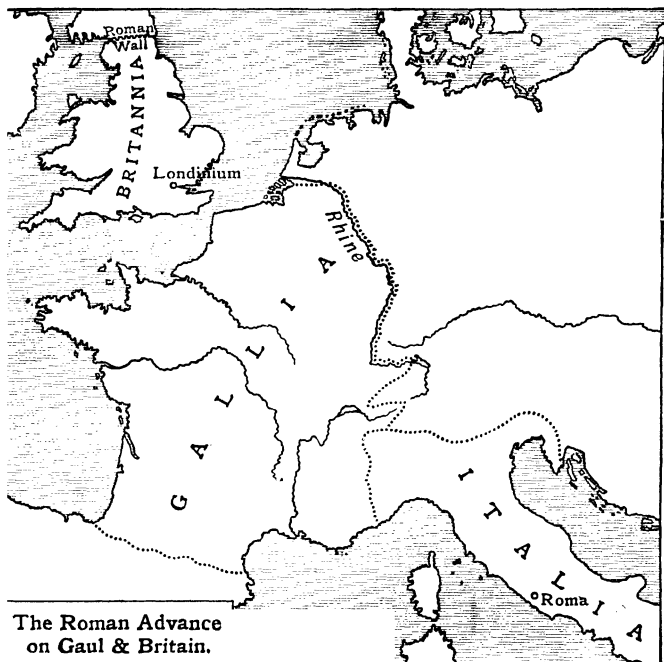 Roman
Wall
BRITANNIA
Londinium
Rhine
GALLIA
ITALIA
Roma
The Roman Advance
on Gaul & Britain.